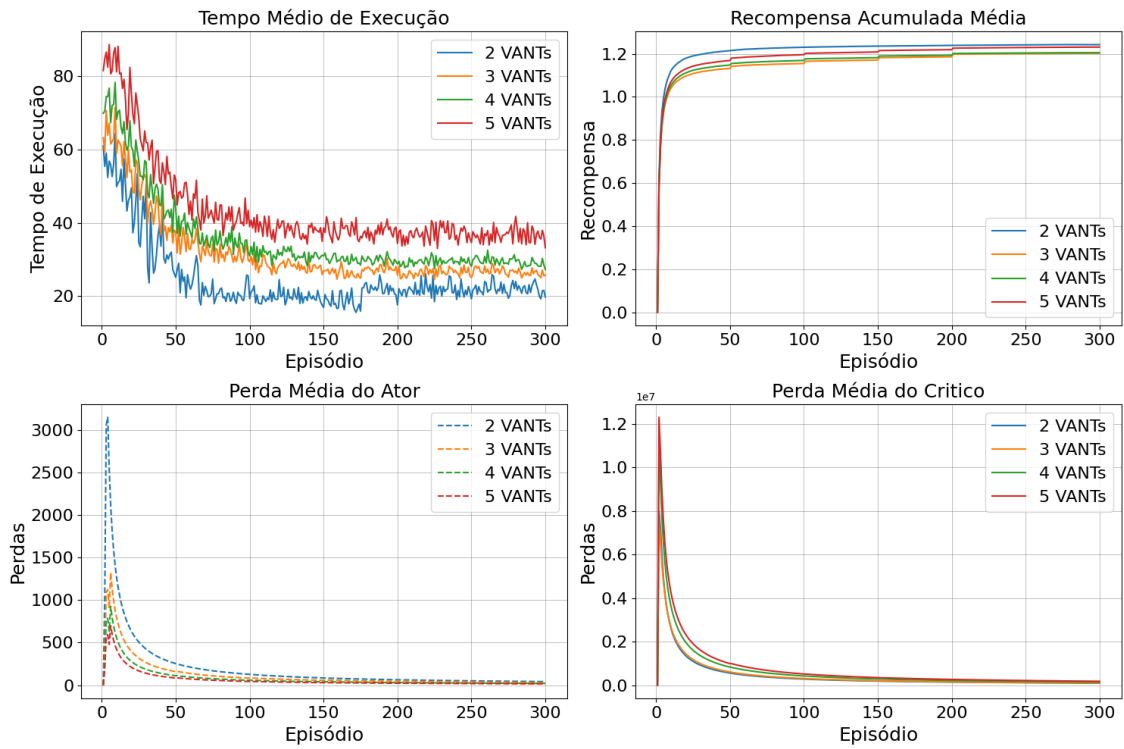 Tempo Médio de Execução
Tempo de Execução
80
60
40
20
2 VANTs
3 VANTs
4 VANTs
5 VANTs
0 50 100 150 200 250 300
Episódio
Recompensa Acumulada Média
Recompensa
1.2
1.0
0.8
0.6
0.4
0.2
0.0
2 VANTs
3 VANTs
4 VANTs
5 VANTs
0 50 100 150 200 250 300
Episódio
Perda Média do Ator
Perdas
3000
2500
2000
1500
1000
500
0
2 VANTs
3 VANTs
4 VANTs
5 VANTs
0 50 100 150 200 250 300
Episódio
Perda Média do Critico
1e7
Perdas
1.2
1.0
0.8
0.6
0.4
0.2
0.0
2 VANTs
3 VANTs
4 VANTs
5 VANTs
0 50 100 150 200 250 300
Episódio